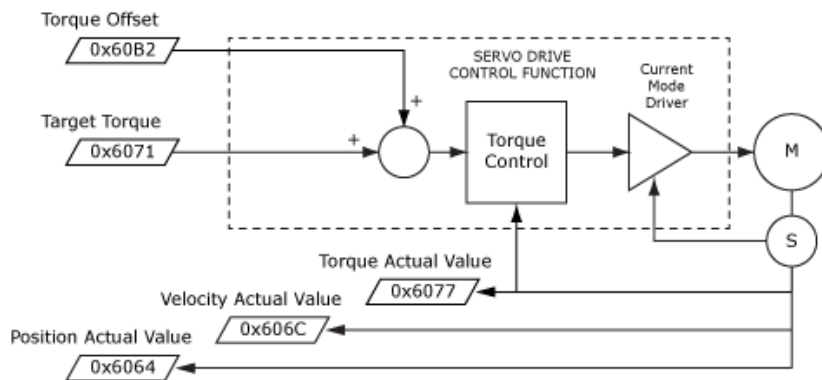 Torque Offset
0x60B2
SERVO DRIVE
CONTROL FUNCTION
Current
Mode
Driver
+
Target Torque
+
0x6071
Torque
Control
M
S
Torque Actual Value
0x6077
Velocity Actual Value
0x606C
Position Actual Value
0x6064